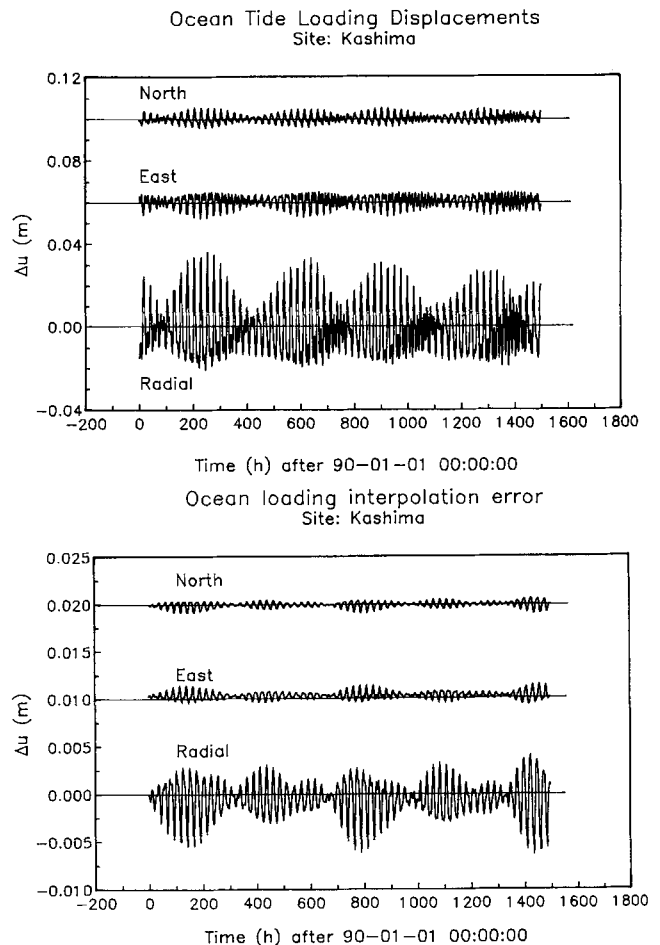 Ocean Tide Loading Displacements
Site: Kashima
0.12
North
0.08
East
Δu (m)
0.04
0.00
Radial
−0.04
−200 0 200 400 600 800 1000 1200 1400 1600 1800
Time (h) after 90−01−01 00:00:00
Ocean loading interpolation error
Site: Kashima
0.025
North
0.020
0.015
East
0.010
Δu (m)
Radial
0.005
0.000
−0.005
−0.010
−200 0 200 400 600 800 1000 1200 1400 1600 1800
Time (h) after 90−01−01 00:00:00